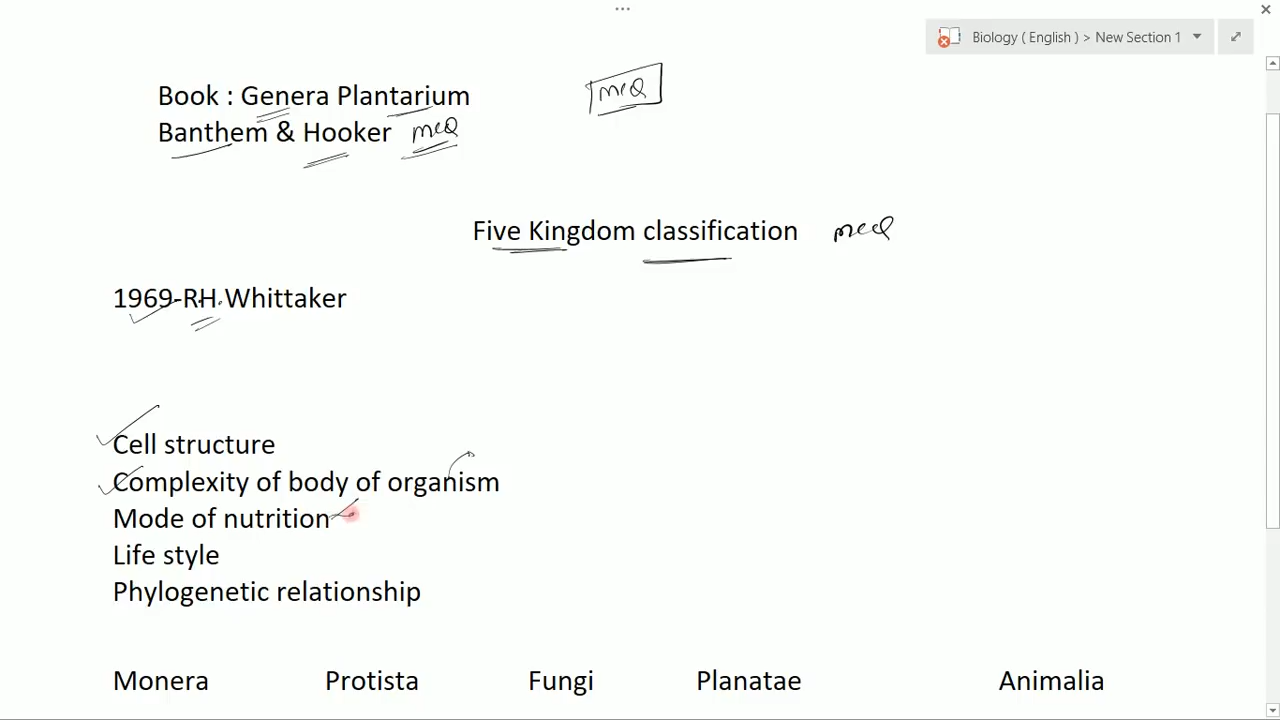 Biology ( English ) > New Section 1
Book : Genera Plantarium mcQ
Banthem & Hooker mcQ
Five Kingdom classification mcQ
1969-RH.Whittaker
Cell structure
Complexity of body of organism
Mode of nutrition
Life style
Phylogenetic relationship
Monera Protista Fungi Planatae Animalia